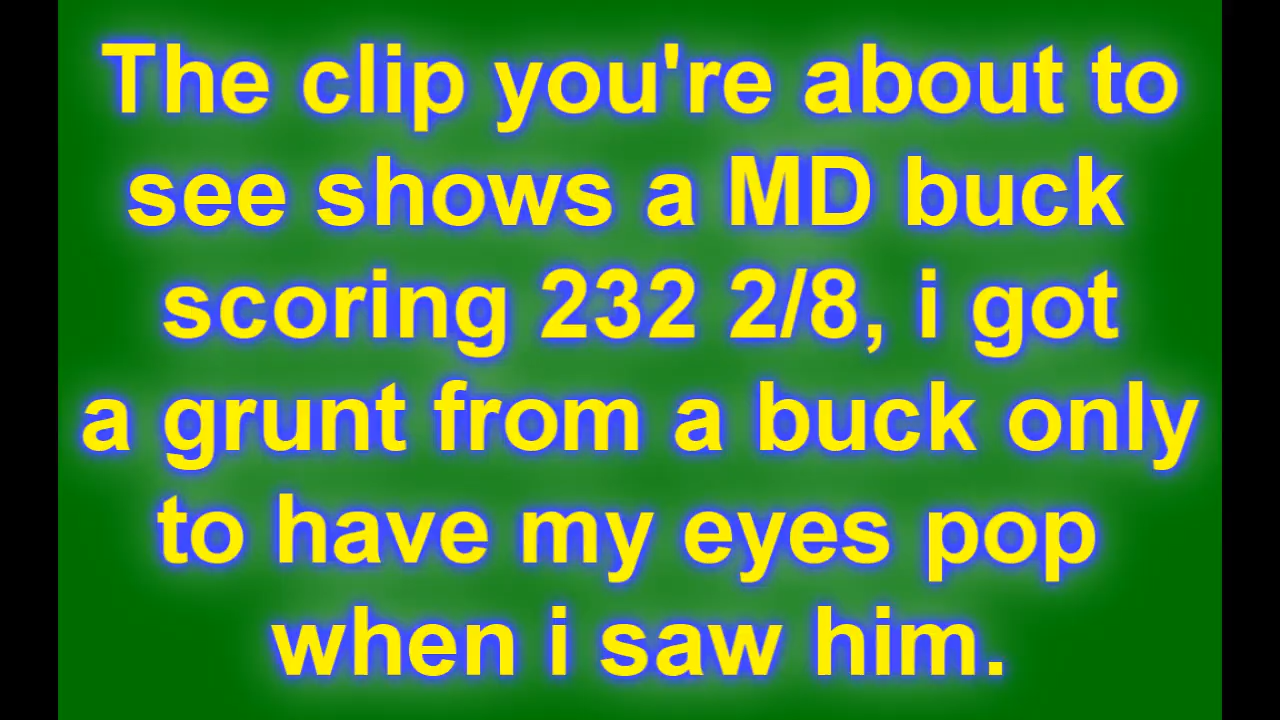 The clip you're about to
see shows a MD buck
scoring 232 2/8, i got
a grunt from a buck only
to have my eyes pop
when i saw him.